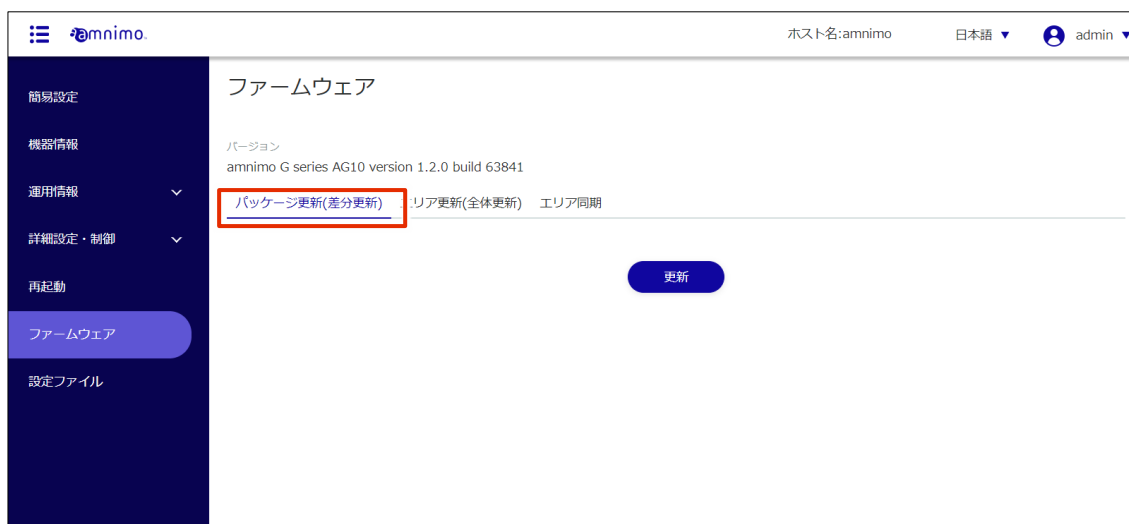 amnimo
ホスト名:amnimo
日本語 ▼
admin ▼
簡易設定
機器情報
運用情報
詳細設定・制御
再起動
ファームウェア
設定ファイル
ファームウェア
バージョン
amnimo G series AG10 version 1.2.0 build 63841
パッケージ更新(差分更新) エリア更新(全体更新) エリア同期
更新